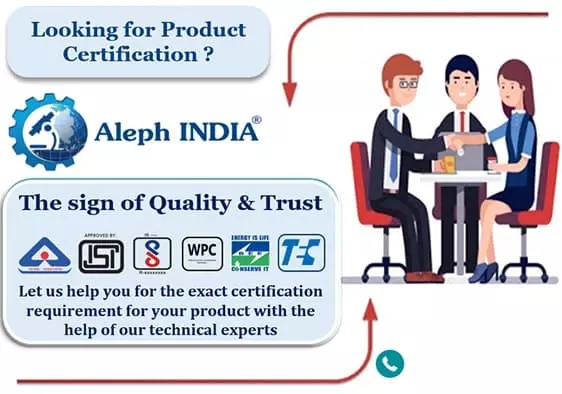 Looking for Product
Certification ?
Aleph INDIA®
The sign of Quality & Trust
APPROVED BY:
ISI
WPC
ENERGY IS LIFE
CONSERVE IT
TEC
Let us help you for the exact certification
requirement for your product with the
help of our technical experts